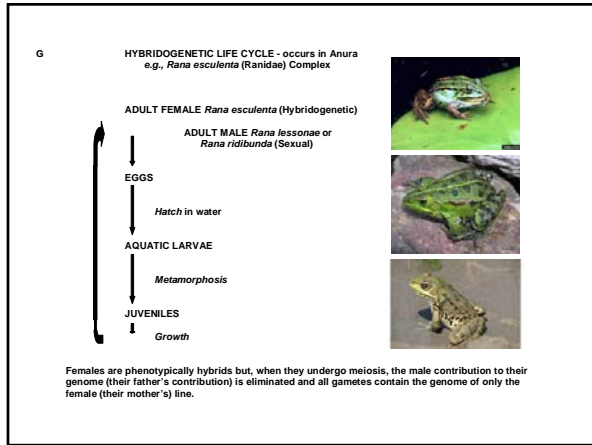 G
HYBRIDOGENETIC LIFE CYCLE - occurs in Anura
e.g., Rana esculenta (Ranidae) Complex
ADULT FEMALE Rana esculenta (Hybridogenetic)
ADULT MALE Rana lessonae or
Rana ridibunda (Sexual)
EGGS
Hatch in water
AQUATIC LARVAE
Metamorphosis
JUVENILES
Growth
Females are phenotypically hybrids but, when they undergo meiosis, the male contribution to their
genome (their father's contribution) is eliminated and all gametes contain the genome of only the
female (their mother's) line.